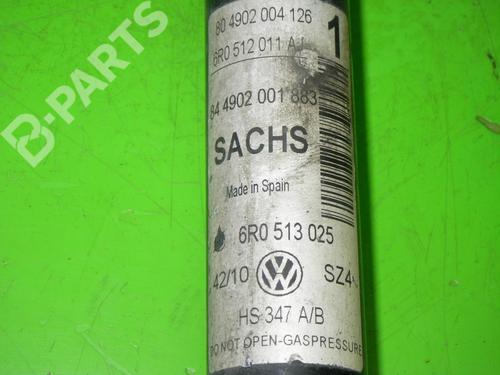 80 4902 004 126
6R0 512 011 A
1
84 4902 001 883
SACHS
Made in Spain
6R0 513 025
42/10
SZ4
HS 347 A/B
DO NOT OPEN-GASPRESSURE
B-PARTS